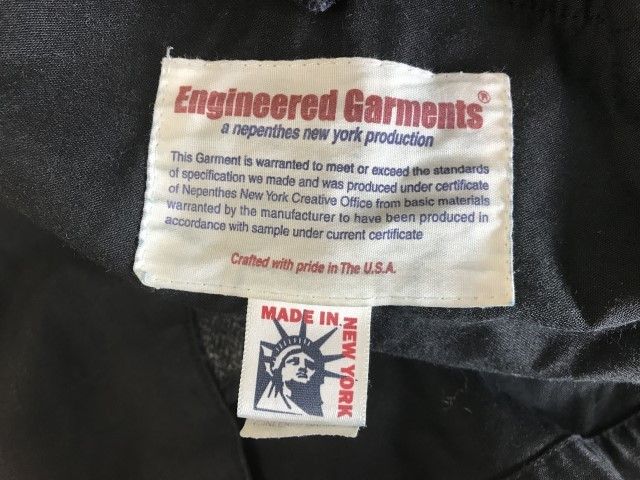 Engineered Garments®
a nepenthes new york production
This Garment is warranted to meet or exceed the standards
of specification we made and was produced under certificate
of Nepenthes New York Creative Office from basic materials
warranted by the manufacturer to have been produced in
accordance with sample under current certificate
Crafted with pride in The U.S.A.
MADE IN
NEW YORK